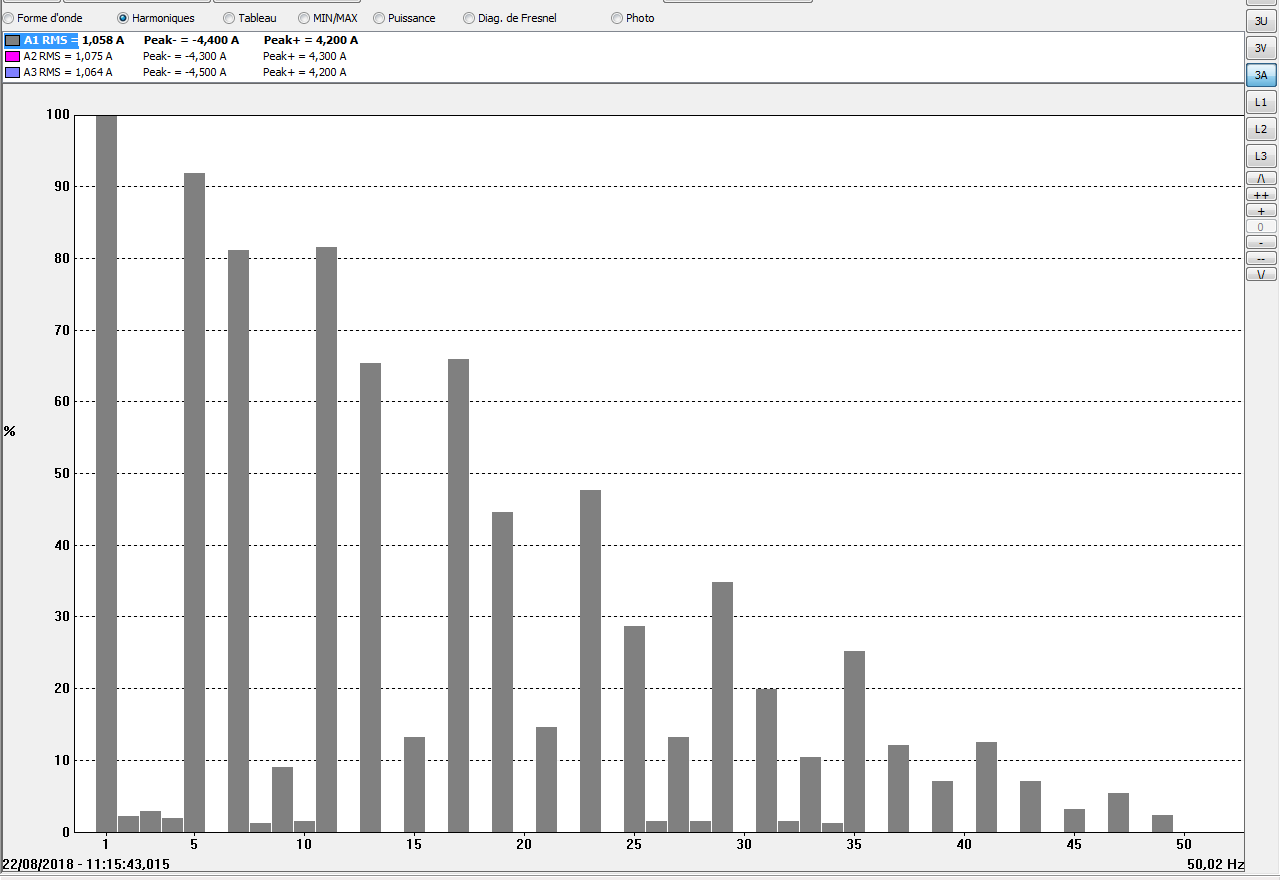 Forme d'onde Harmoniques Tableau MIN/MAX Puissance Diag. de Fresnel Photo
A1 RMS = 1,058 A Peak- = -4,400 A Peak+ = 4,200 A
A2 RMS = 1,075 A Peak- = -4,300 A Peak+ = 4,300 A
A3 RMS = 1,064 A Peak- = -4,500 A Peak+ = 4,200 A
3U
3V
3A
L1
L2
L3
/\
++
+
0
-
--
\/
100
90
80
70
60
%
50
40
30
20
10
0
1 5 10 15 20 25 30 35 40 45 50
22/08/2018 - 11:15:43,015 50,02 Hz